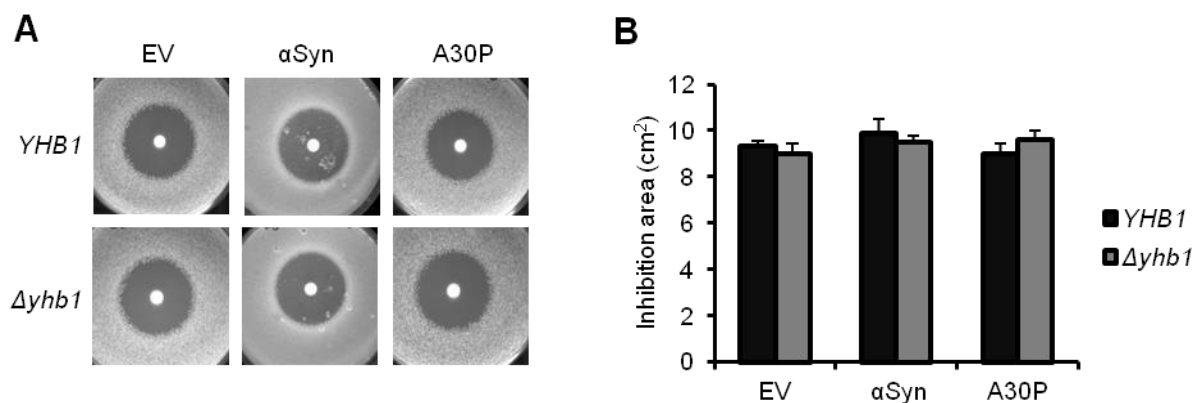 A
EV αSyn A30P
YHB1
Δyhb1
B
12
10
8
6
4
2
0
Inhibition area (cm²)
EV αSyn A30P
YHB1
Δyhb1